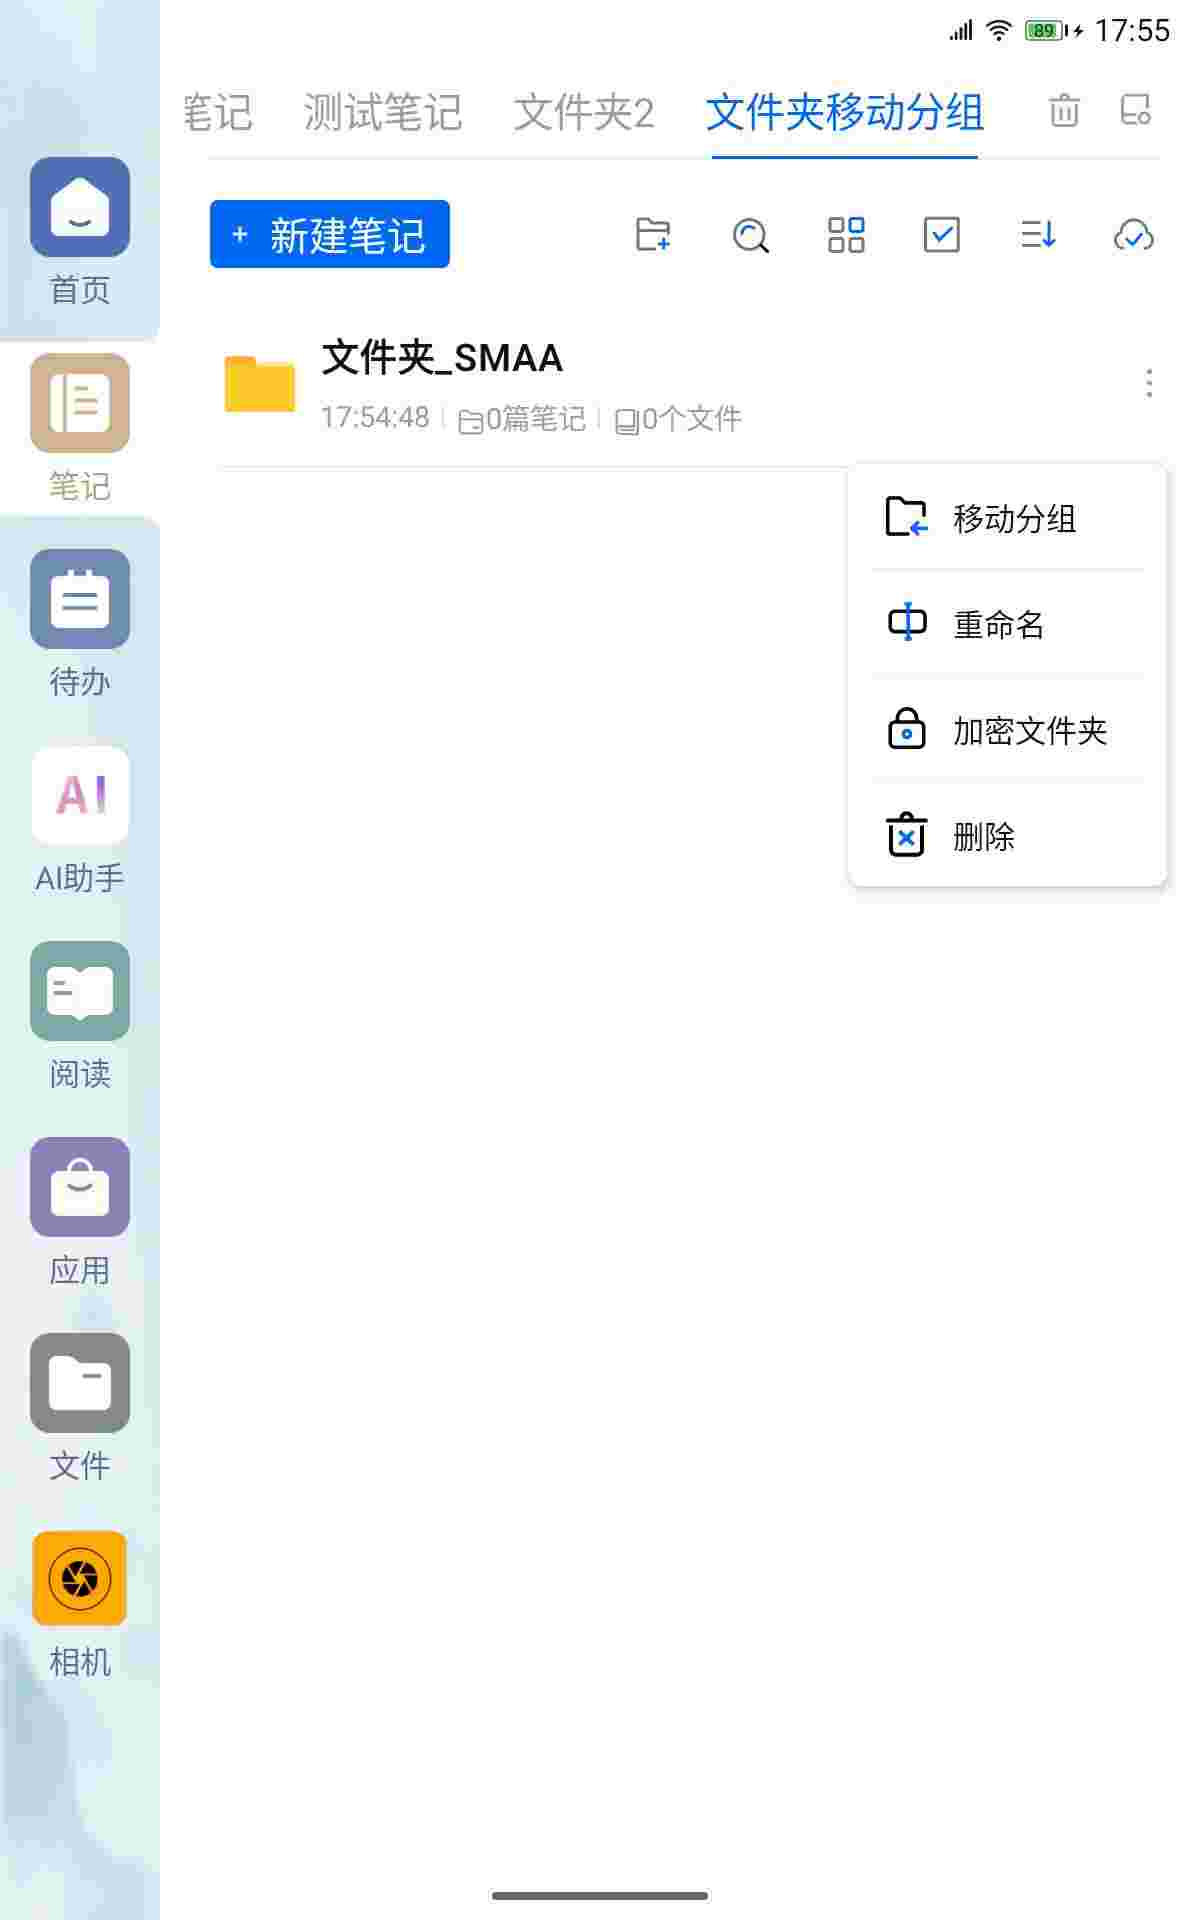 89 17:55
笔记 测试笔记 文件夹2 文件夹移动分组
+ 新建笔记
文件夹_SMAA
17:54:48 0篇笔记 0个文件
移动分组
重命名
加密文件夹
删除
首页
笔记
待办
AI
AI助手
阅读
应用
文件
相机